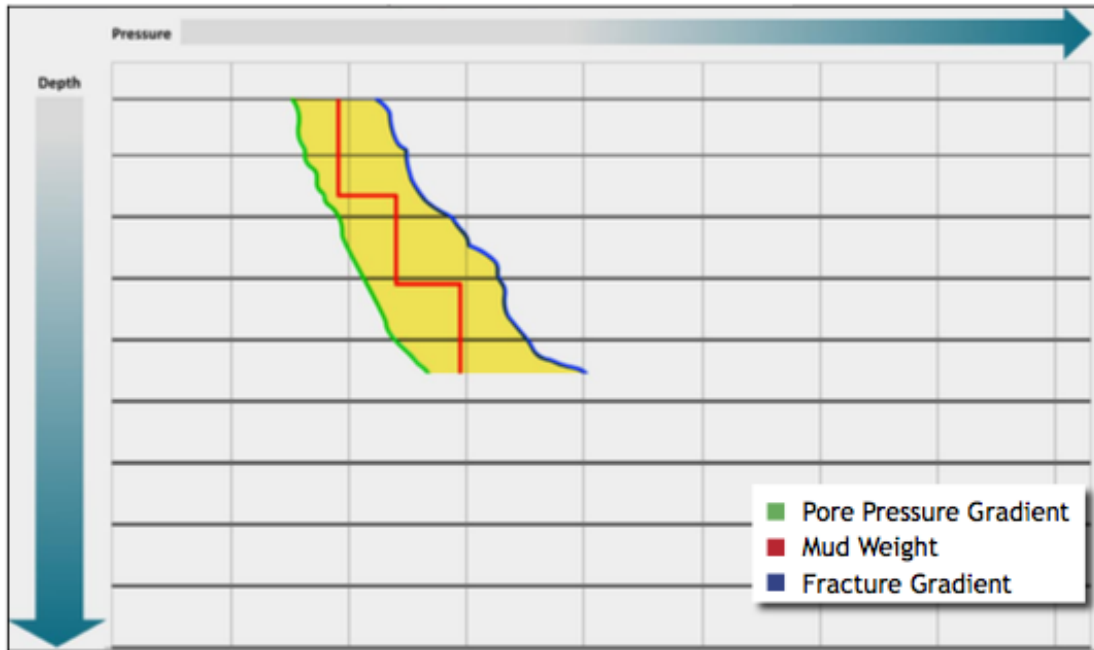 Pressure
Depth
Pore Pressure Gradient
Mud Weight
Fracture Gradient